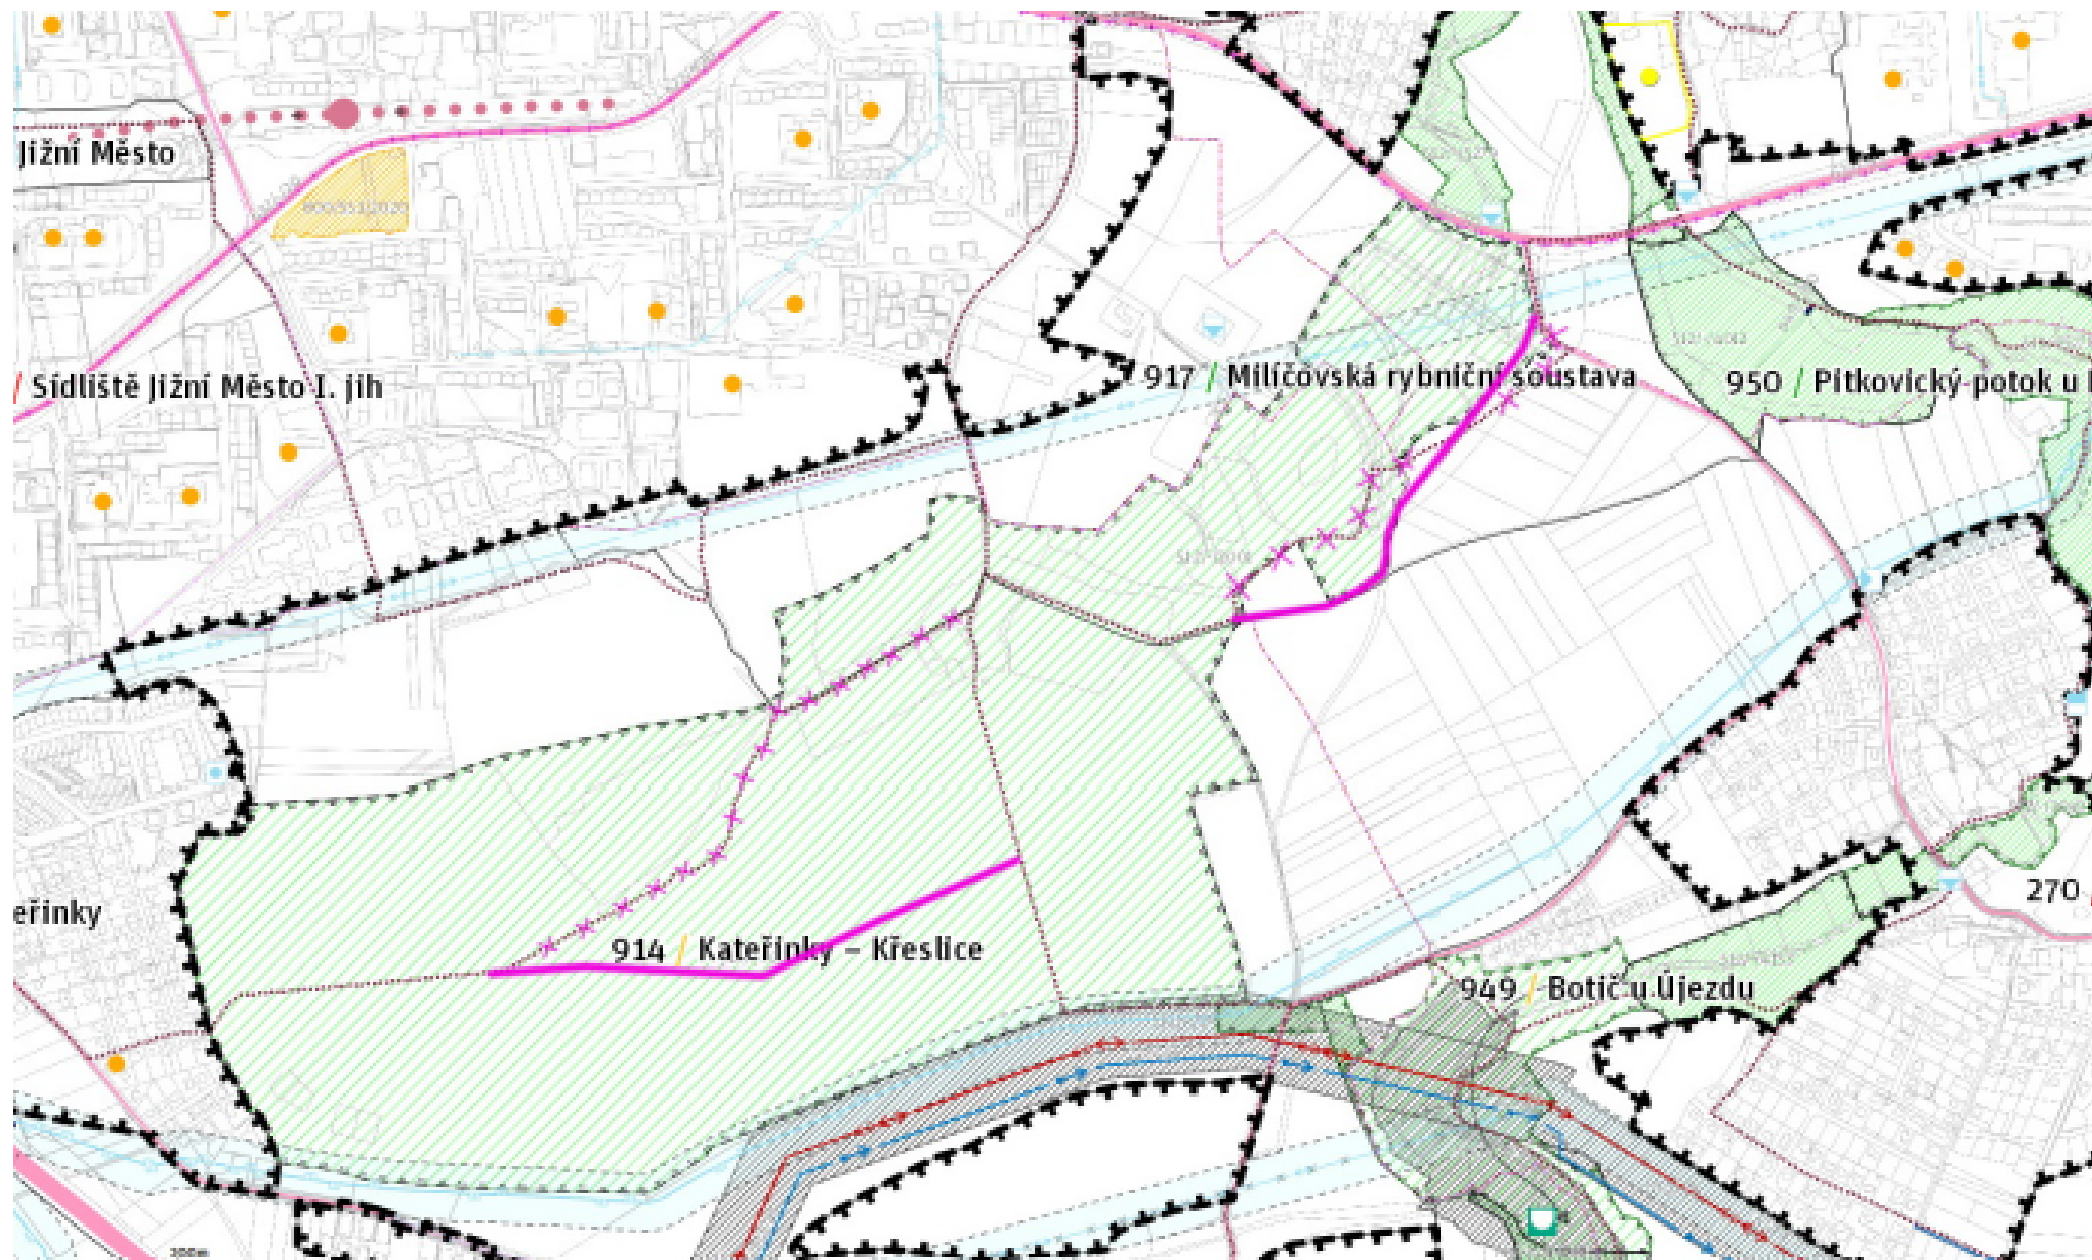 Jižní Město
/ Sídliště Jižní Město I. jih
917 / Milíčovská rybniční soustava
950 / Pitkovický potok u
eřinky
270
914 / Kateřinky – Křeslice
949 / Botič u Újezdu